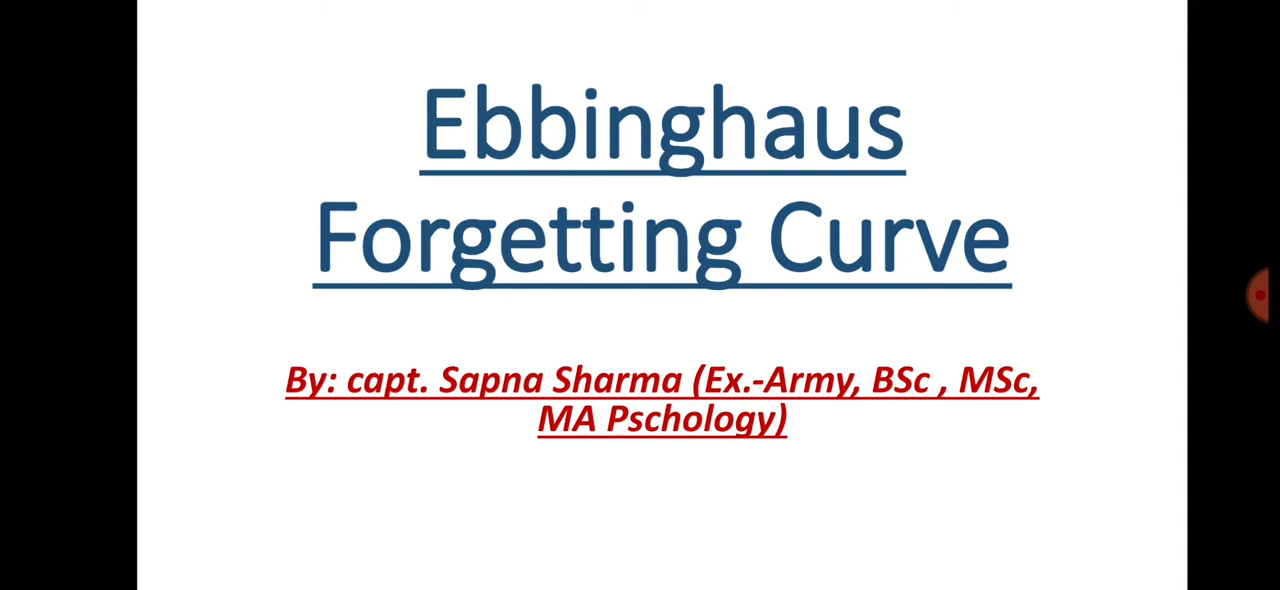 Ebbinghaus
Forgetting Curve
By: capt. Sapna Sharma (Ex.-Army, BSc , MSc,
MA Pschology)